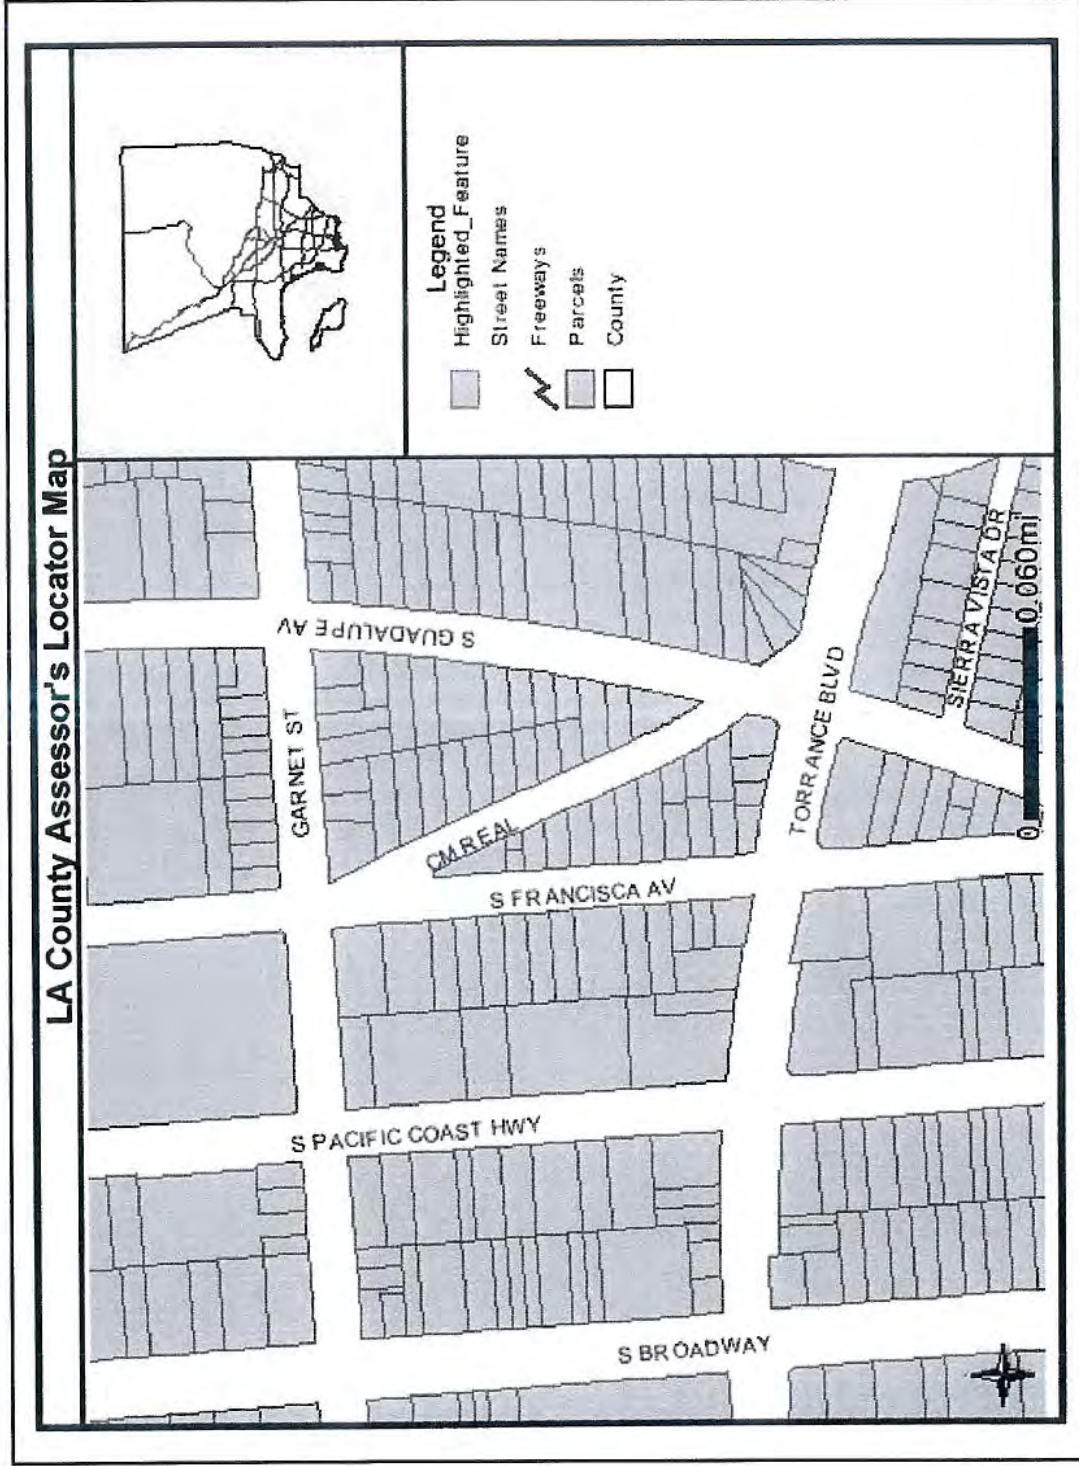 LA County Assessor's Locator Map
Legend
Highlighted_Feature
Street Names
Freeways
Parcels
County
S GUADALUPE AV
GARNET ST
CM REAL
S FRANCISCA AV
TORRANCE BLVD
SIERRA VISTA DR
S PACIFIC COAST HWY
S BROADWAY
0 0.060mi